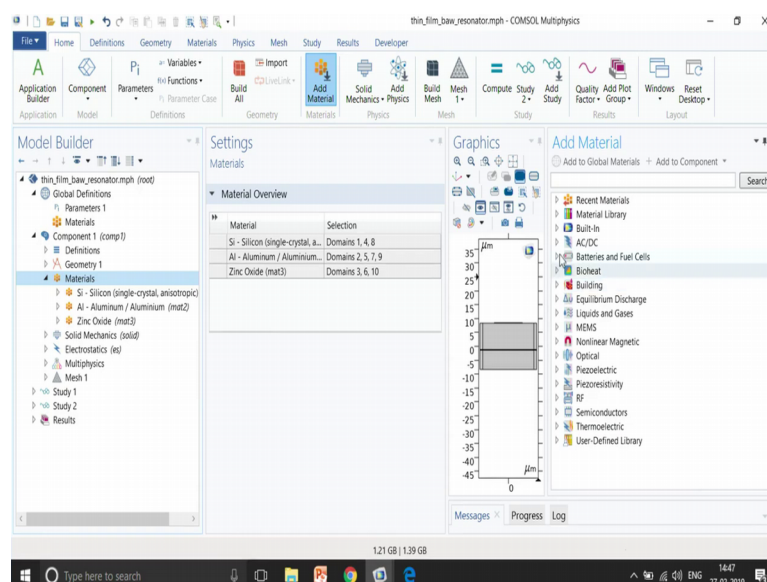 thin_film_baw_resonator.mph - COMSOL Multiphysics
File Home Definitions Geometry Materials Physics Mesh Study Results Developer
Application Builder
Component
Pi
Parameters
a= Variables
f(x) Functions
Pi Parameter Case
Build All
Import
LiveLink
Add Material
Solid Mechanics
Add Physics
Build Mesh
Mesh 1
Compute
Study 2
Add Study
Quality Factor
Add Plot Group
Windows
Reset Desktop
Application Model Definitions Geometry Materials Physics Mesh Study Results Layout
Model Builder
thin_film_baw_resonator.mph (root)
Global Definitions
Pi Parameters 1
Materials
Component 1 (comp1)
Definitions
Geometry 1
Materials
Si - Silicon (single-crystal, anisotropic)
Al - Aluminum / Aluminium (mat2)
Zinc Oxide (mat3)
Solid Mechanics (solid)
Electrostatics (es)
Multiphysics
Mesh 1
Study 1
Study 2
Results
Settings
Materials
Material Overview
Material Selection
Si - Silicon (single-crystal, a... Domains 1, 4, 8
Al - Aluminum / Aluminium... Domains 2, 5, 7, 9
Zinc Oxide (mat3) Domains 3, 6, 10
Graphics
µm
35
30
25
20
15
10
5
0
-5
-10
-15
-20
-25
-30
-35
-40
-45
µm
0
Messages Progress Log
Add Material
Add to Global Materials + Add to Component
Search
Recent Materials
Material Library
Built-In
AC/DC
Batteries and Fuel Cells
Bioheat
Building
Equilibrium Discharge
Liquids and Gases
MEMS
Nonlinear Magnetic
Optical
Piezoelectric
Piezoresistivity
RF
Semiconductors
Thermoelectric
User-Defined Library
1.21 GB | 1.39 GB
Type here to search
ENG
14:47
27-02-2019